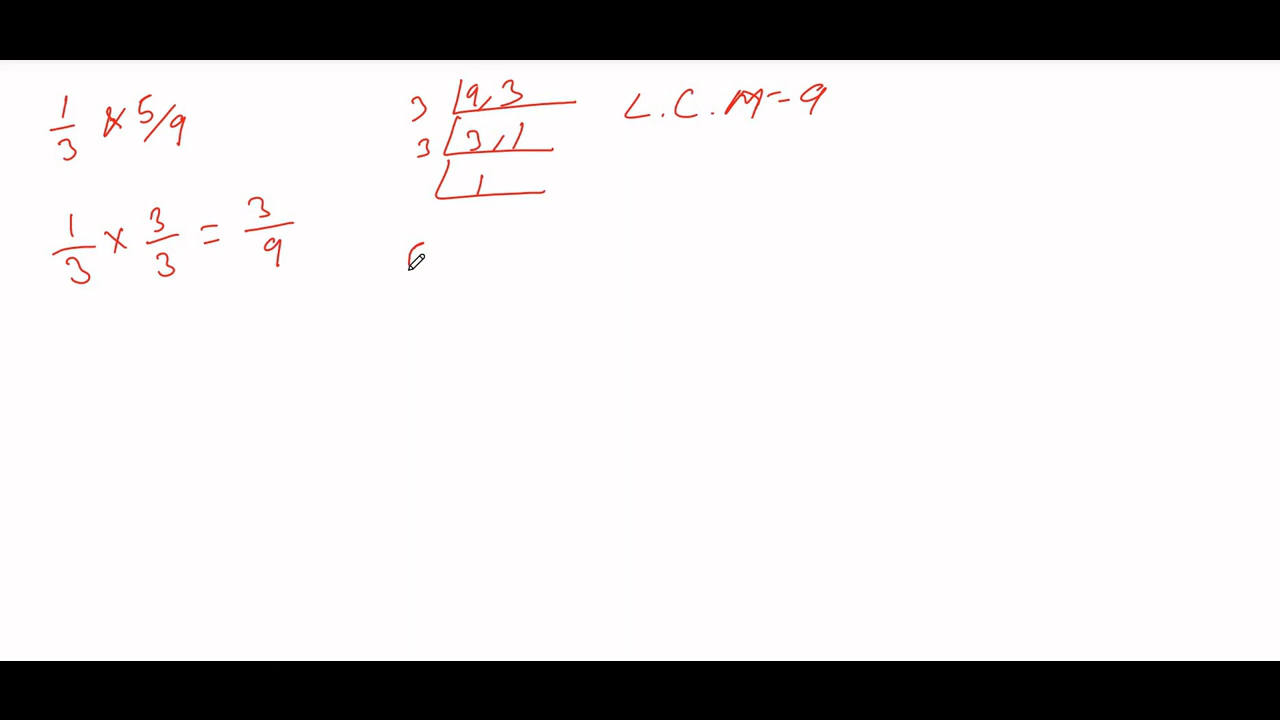 1/3 & 5/9
3 | 9, 3
3 | 3, 1
| 1
L.C.M = 9
1/3 × 3/3 = 3/9